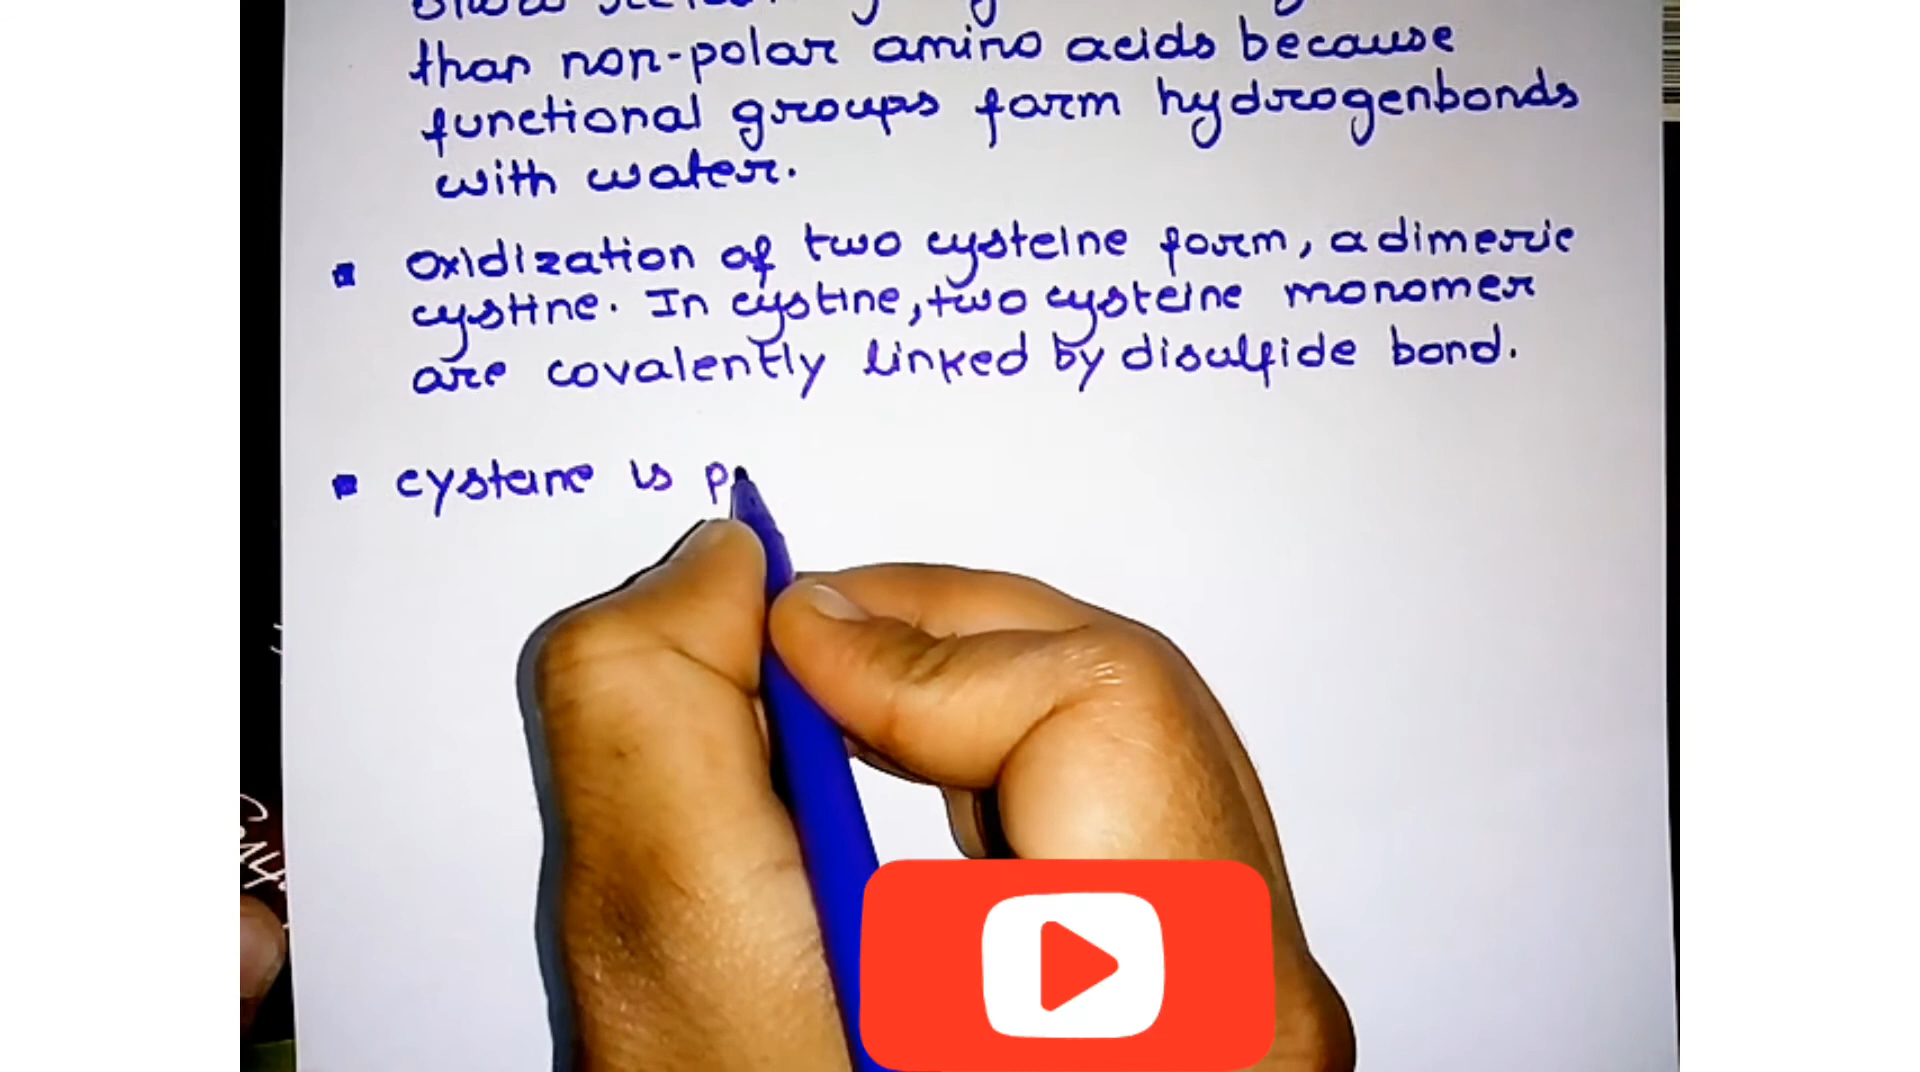 than non-polar amino acids because
functional groups form hydrogenbonds
with water.
▪ Oxidization of two cysteine form, a dimeric
cystine. In cystine, two cysteine monomer
are covalently linked by disulfide bond.
▪ cysteine is p